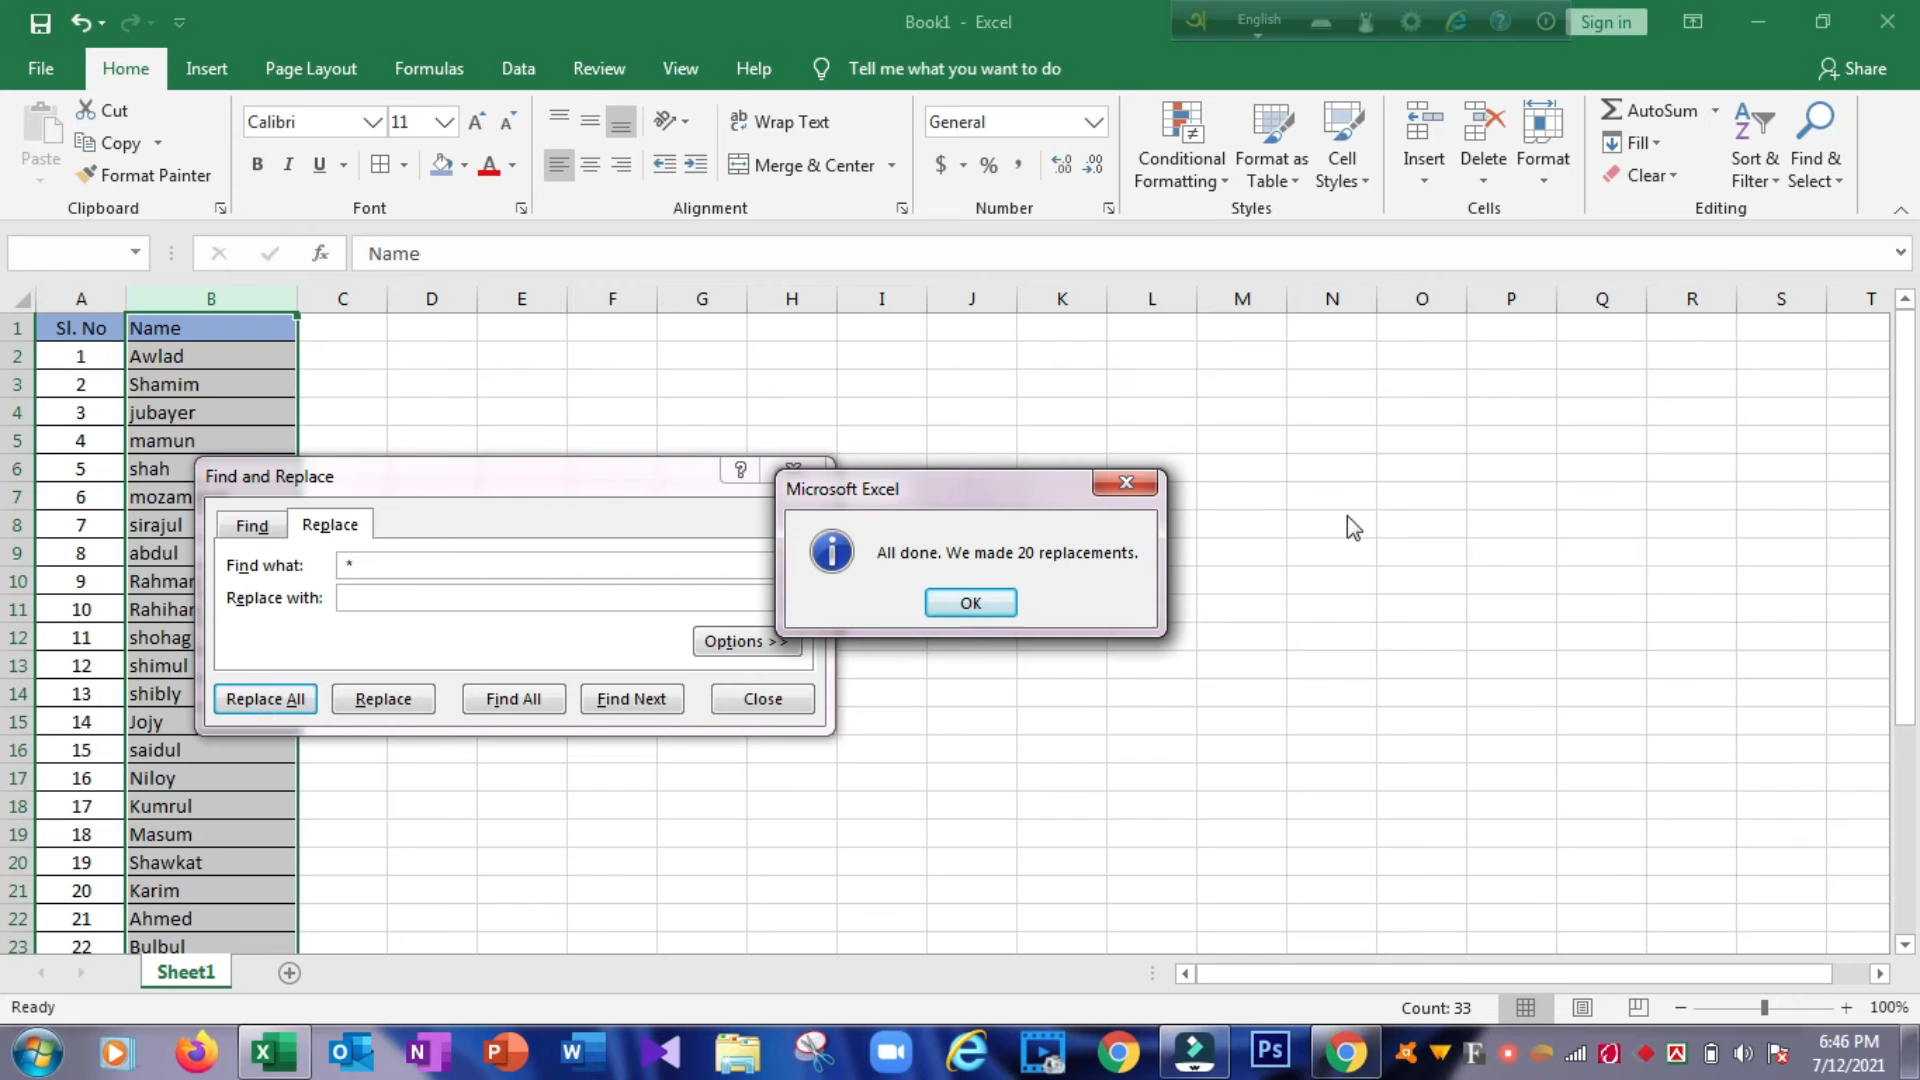 Book1 - Excel
English
Sign in
File Home Insert Page Layout Formulas Data Review View Help Tell me what you want to do Share
Paste
Cut
Copy
Format Painter
Clipboard
Calibri 11
B I U
Font
Wrap Text
Merge & Center
Alignment
General
$ % ,
Number
Conditional Formatting
Format as Table
Cell Styles
Styles
Insert
Delete
Format
Cells
AutoSum
Fill
Clear
Sort & Filter
Find & Select
Editing
fx Name
A B C D E F G H I J K L M N O P Q R S T
1 Sl. No Name
2 1 Awlad
3 2 Shamim
4 3 jubayer
5 4 mamun
6 5 shah
7 6 mozam
8 7 sirajul
9 8 abdul
10 9 Rahman
11 10 Rahihan
12 11 shohag
13 12 shimul
14 13 shibly
15 14 Jojy
16 15 saidul
17 16 Niloy
18 17 Kumrul
19 18 Masum
20 19 Shawkat
21 20 Karim
22 21 Ahmed
23 22 Bulbul
Find and Replace
Find Replace
Find what: *
Replace with:
Options >>
Replace All Replace Find All Find Next Close
Microsoft Excel
All done. We made 20 replacements.
OK
Sheet1
Ready
Count: 33
100%
6:46 PM
7/12/2021